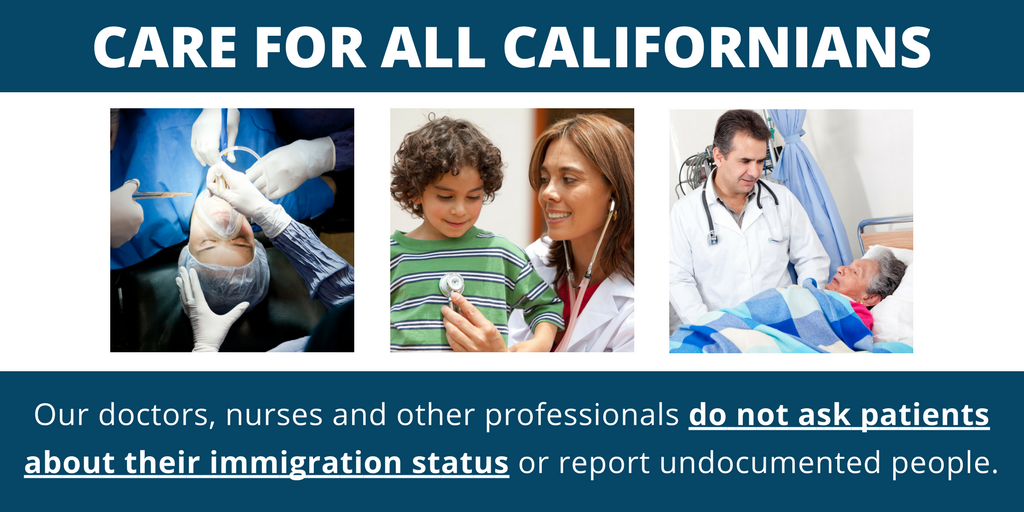 CARE FOR ALL CALIFORNIANS
Our doctors, nurses and other professionals do not ask patients
about their immigration status or report undocumented people.